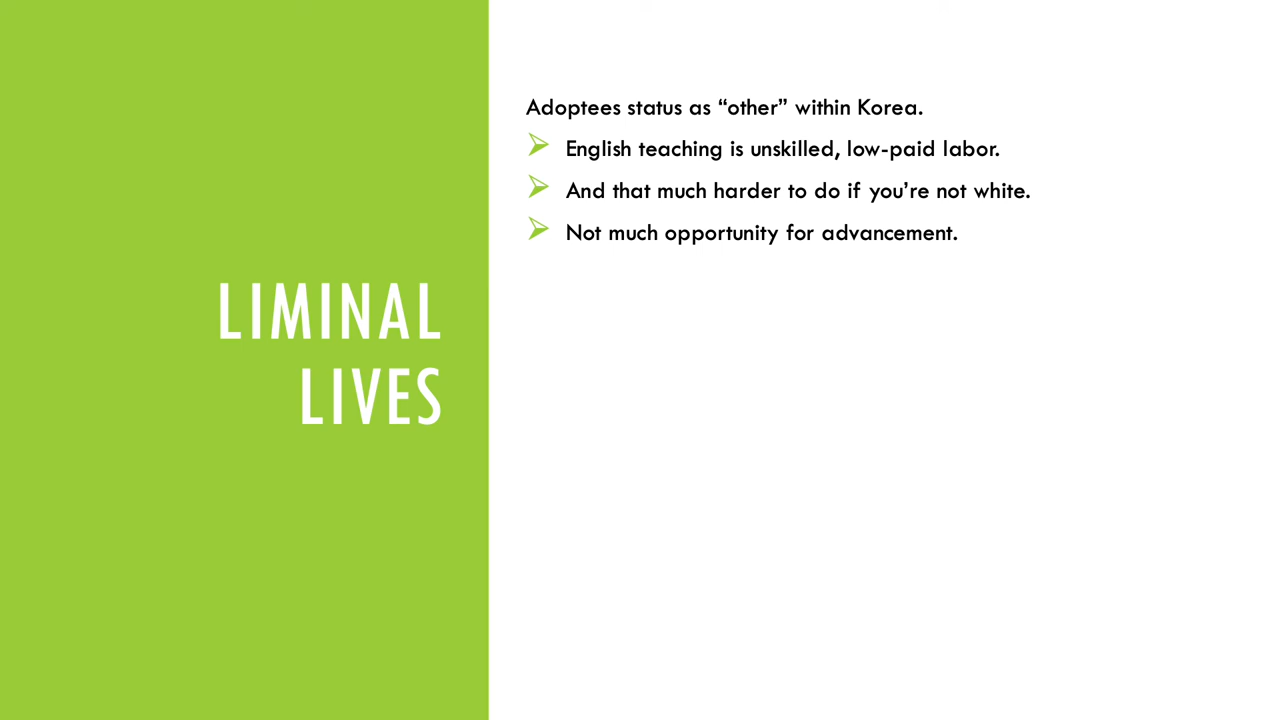 LIMINAL
LIVES
Adoptees status as “other” within Korea.
English teaching is unskilled, low-paid labor.
And that much harder to do if you’re not white.
Not much opportunity for advancement.